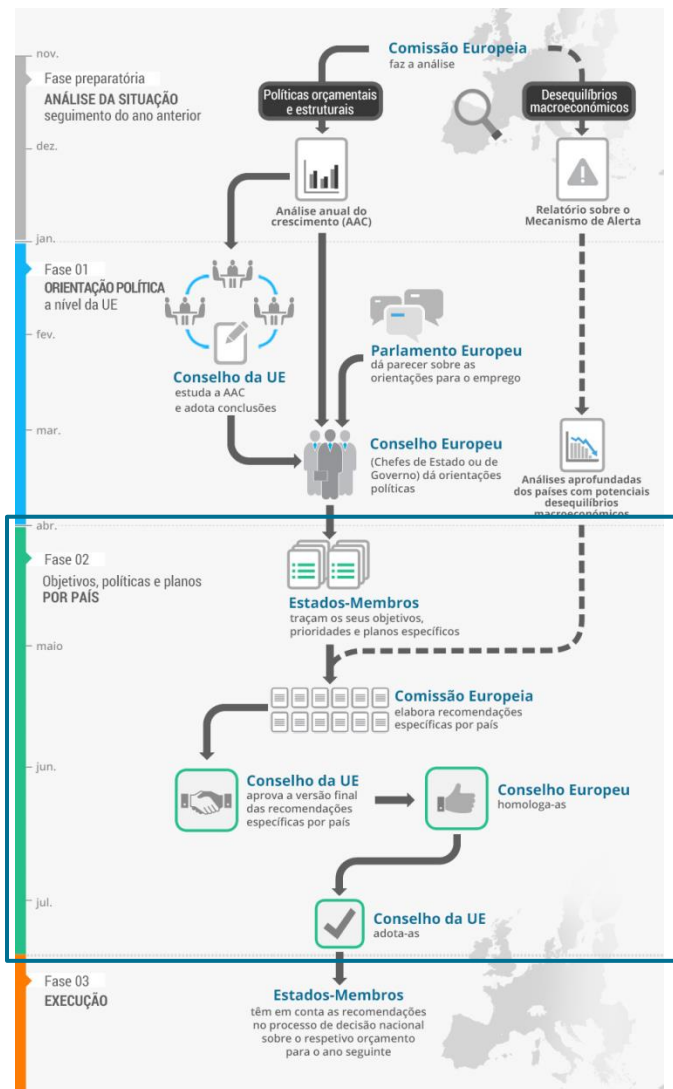 nov.
Comissão Europeia
faz a análise
Fase preparatória
ANÁLISE DA SITUAÇÃO
seguimento do ano anterior
Políticas orçamentais
e estruturais
Desequilíbrios
macroeconómicos
dez.
Análise anual do
crescimento (AAC)
Relatório sobre o
Mecanismo de Alerta
jan.
Fase 01
ORIENTAÇÃO POLÍTICA
a nível da UE
fev.
Conselho da UE
estuda a AAC
e adota conclusões
Parlamento Europeu
dá parecer sobre as
orientações para o emprego
mar.
Conselho Europeu
(Chefes de Estado ou de
Governo) dá orientações
políticas
Análises aprofundadas
dos países com potenciais
desequilíbrios
macroeconómicos
abr.
Fase 02
Objetivos, políticas e planos
POR PAÍS
Estados-Membros
traçam os seus objetivos,
prioridades e planos específicos
maio
Comissão Europeia
elabora recomendações
específicas por país
jun.
Conselho da UE
aprova a versão final
das recomendações
específicas por país
Conselho Europeu
homologa-as
jul.
Conselho da UE
adota-as
Fase 03
EXECUÇÃO
Estados-Membros
têm em conta as recomendações
no processo de decisão nacional
sobre o respetivo orçamento
para o ano seguinte